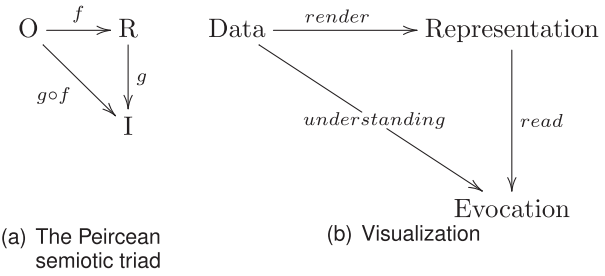 O f R
g
g∘f
I
(a) The Peircean
semiotic triad
Data render Representation
understanding
read
Evocation
(b) Visualization